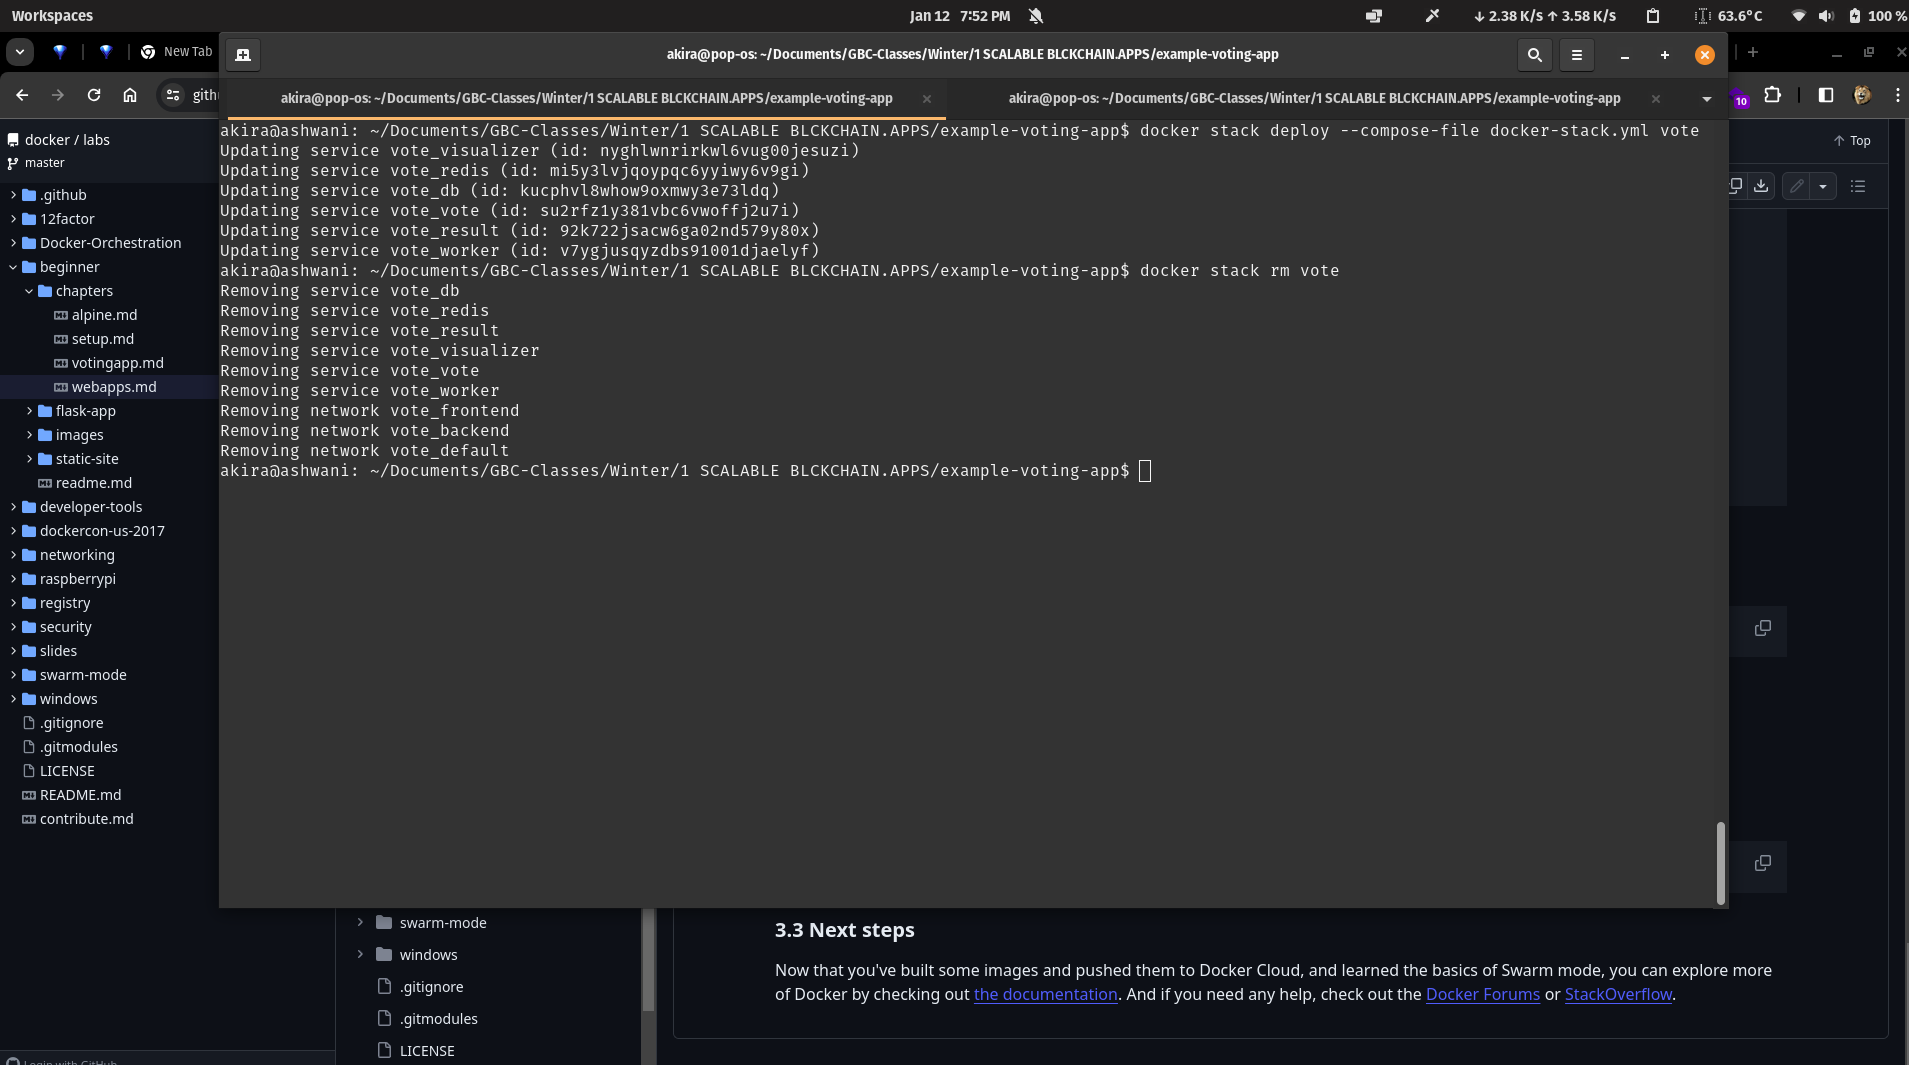 Workspaces
Jan 12 7:52 PM
↓ 2.38 K/s ↑ 3.58 K/s
63.6°C
100 %
New Tab
akira@pop-os: ~/Documents/GBC-Classes/Winter/1 SCALABLE BLCKCHAIN.APPS/example-voting-app
gith
akira@pop-os: ~/Documents/GBC-Classes/Winter/1 SCALABLE BLCKCHAIN.APPS/example-voting-app
akira@pop-os: ~/Documents/GBC-Classes/Winter/1 SCALABLE BLCKCHAIN.APPS/example-voting-app
10
akira@ashwani: ~/Documents/GBC-Classes/Winter/1 SCALABLE BLCKCHAIN.APPS/example-voting-app$ docker stack deploy --compose-file docker-stack.yml vote
Updating service vote_visualizer (id: nyghlwnrirkwl6vug00jesuzi)
Updating service vote_redis (id: mi5y3lvjqoypqc6yyiwy6v9gi)
Updating service vote_db (id: kucphvl8whow9oxmwy3e73ldq)
Updating service vote_vote (id: su2rfz1y381vbc6vwoffj2u7i)
Updating service vote_result (id: 92k722jsacw6ga02nd579y80x)
Updating service vote_worker (id: v7ygjusqyzdbs91001djaelyf)
akira@ashwani: ~/Documents/GBC-Classes/Winter/1 SCALABLE BLCKCHAIN.APPS/example-voting-app$ docker stack rm vote
Removing service vote_db
Removing service vote_redis
Removing service vote_result
Removing service vote_visualizer
Removing service vote_vote
Removing service vote_worker
Removing network vote_frontend
Removing network vote_backend
Removing network vote_default
akira@ashwani: ~/Documents/GBC-Classes/Winter/1 SCALABLE BLCKCHAIN.APPS/example-voting-app$
docker / labs
master
.github
12factor
Docker-Orchestration
beginner
chapters
alpine.md
setup.md
votingapp.md
webapps.md
flask-app
images
static-site
readme.md
developer-tools
dockercon-us-2017
networking
raspberrypi
registry
security
slides
swarm-mode
windows
.gitignore
.gitmodules
LICENSE
README.md
contribute.md
Login with GitHub
swarm-mode
windows
.gitignore
.gitmodules
LICENSE
Top
3.3 Next steps
Now that you've built some images and pushed them to Docker Cloud, and learned the basics of Swarm mode, you can explore more
of Docker by checking out the documentation. And if you need any help, check out the Docker Forums or StackOverflow.